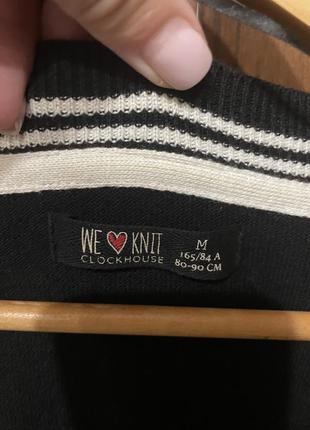 WE ❤ KNIT
CLOCKHOUSE
M
165/84 A
80-90 CM